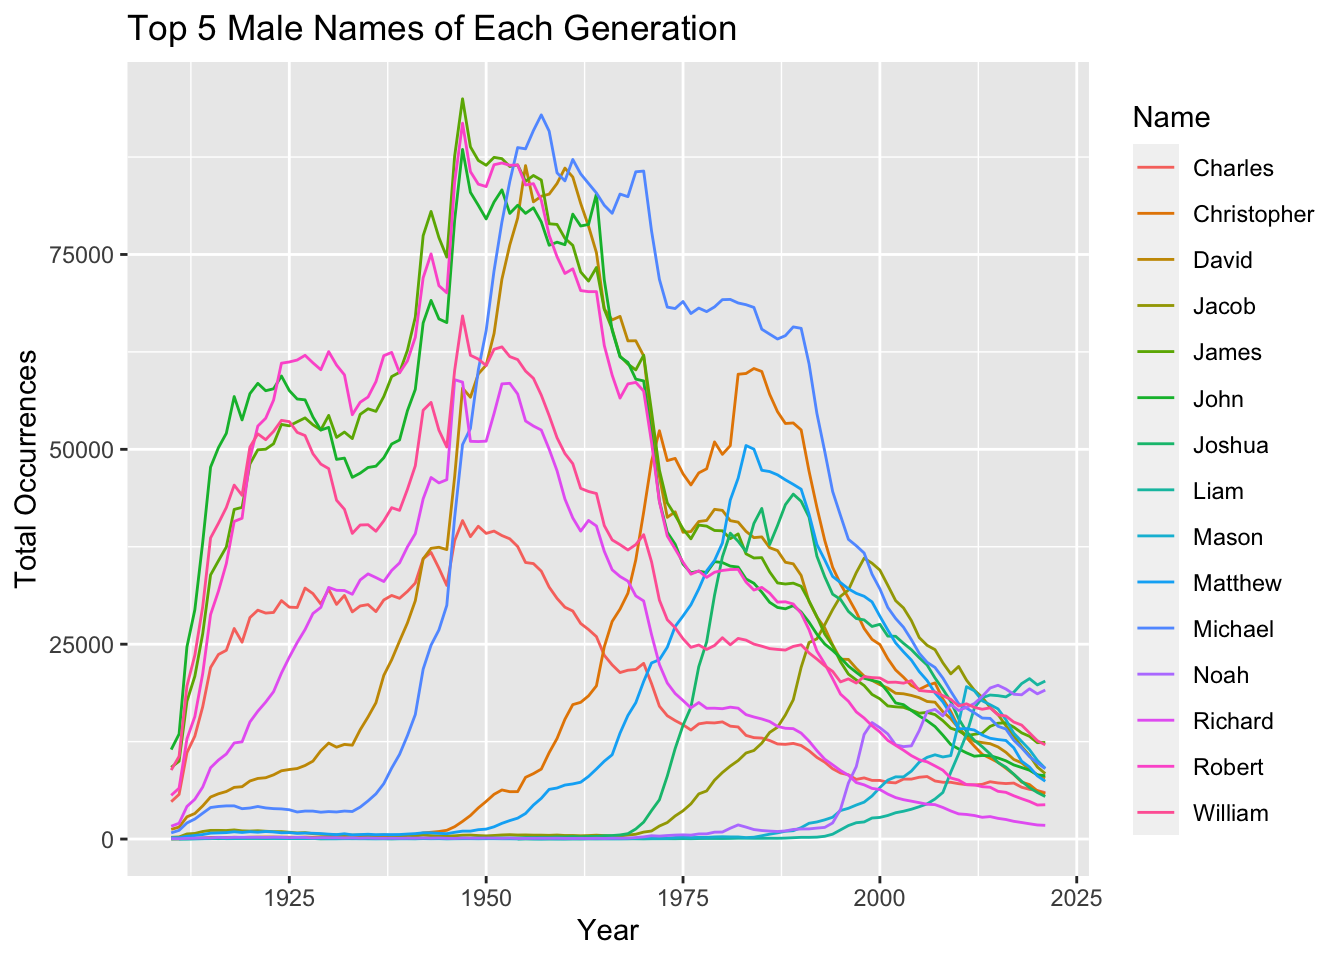 Top 5 Male Names of Each Generation
Total Occurrences
75000
50000
25000
0
1925
1950
1975
2000
2025
Year
Name
Charles
Christopher
David
Jacob
James
John
Joshua
Liam
Mason
Matthew
Michael
Noah
Richard
Robert
William